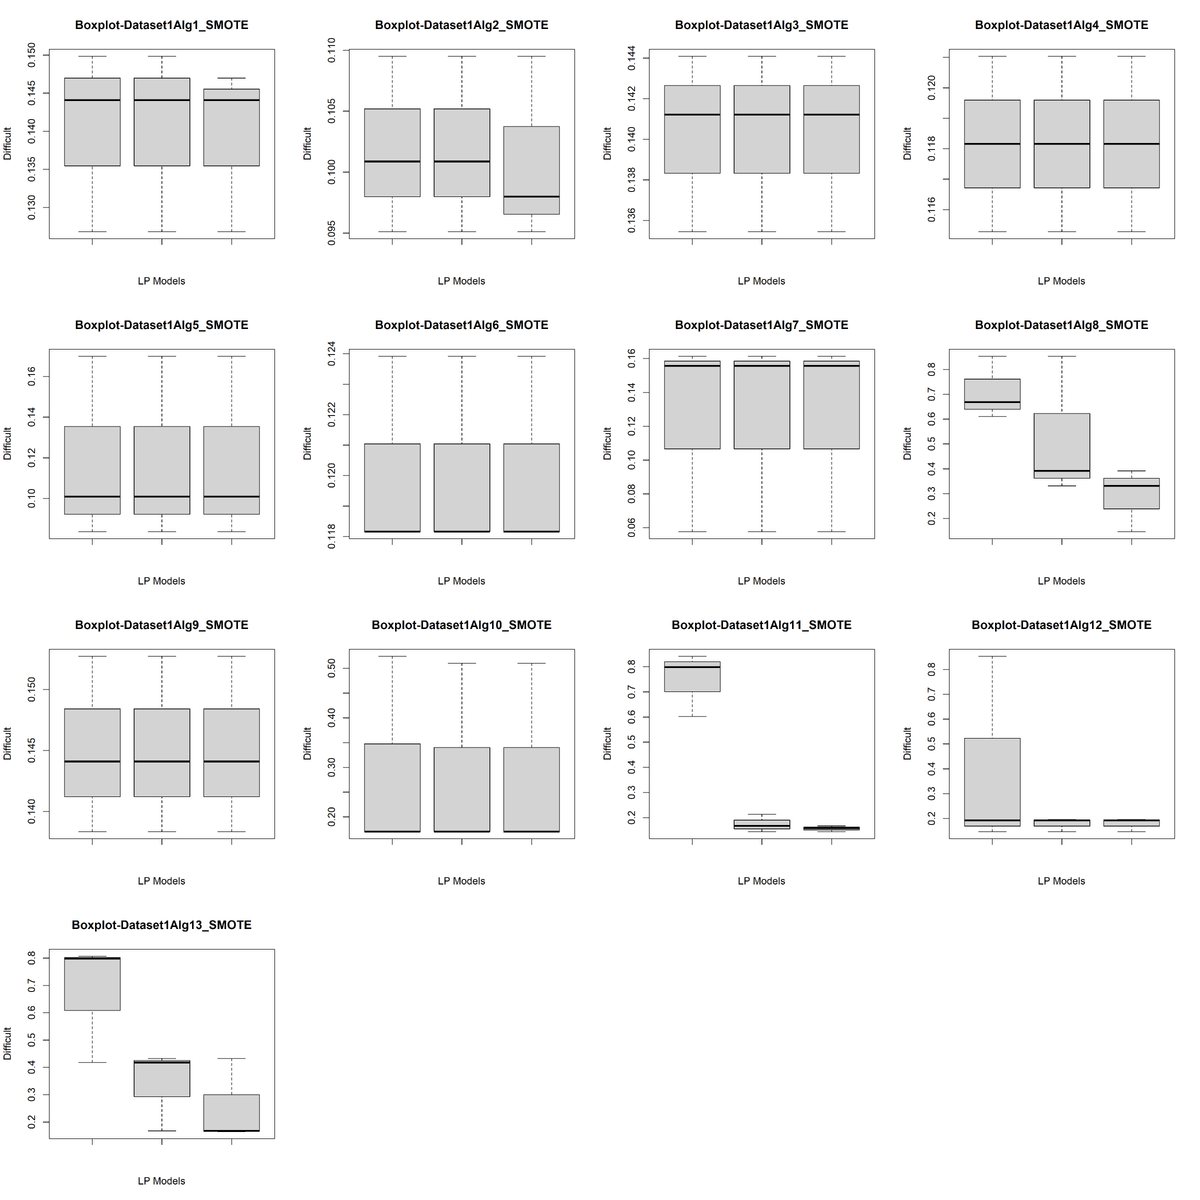 Boxplot-Dataset1Alg1_SMOTE
Difficult
0.130 0.135 0.140 0.145 0.150
LP Models
Boxplot-Dataset1Alg2_SMOTE
Difficult
0.095 0.100 0.105 0.110
LP Models
Boxplot-Dataset1Alg3_SMOTE
Difficult
0.136 0.138 0.140 0.142 0.144
LP Models
Boxplot-Dataset1Alg4_SMOTE
Difficult
0.116 0.118 0.120
LP Models
Boxplot-Dataset1Alg5_SMOTE
Difficult
0.10 0.12 0.14 0.16
LP Models
Boxplot-Dataset1Alg6_SMOTE
Difficult
0.118 0.120 0.122 0.124
LP Models
Boxplot-Dataset1Alg7_SMOTE
Difficult
0.06 0.08 0.10 0.12 0.14 0.16
LP Models
Boxplot-Dataset1Alg8_SMOTE
Difficult
0.2 0.3 0.4 0.5 0.6 0.7 0.8
LP Models
Boxplot-Dataset1Alg9_SMOTE
Difficult
0.140 0.145 0.150
LP Models
Boxplot-Dataset1Alg10_SMOTE
Difficult
0.20 0.30 0.40 0.50
LP Models
Boxplot-Dataset1Alg11_SMOTE
Difficult
0.2 0.3 0.4 0.5 0.6 0.7 0.8
LP Models
Boxplot-Dataset1Alg12_SMOTE
Difficult
0.2 0.3 0.4 0.5 0.6 0.7 0.8
LP Models
Boxplot-Dataset1Alg13_SMOTE
Difficult
0.2 0.3 0.4 0.5 0.6 0.7 0.8
LP Models